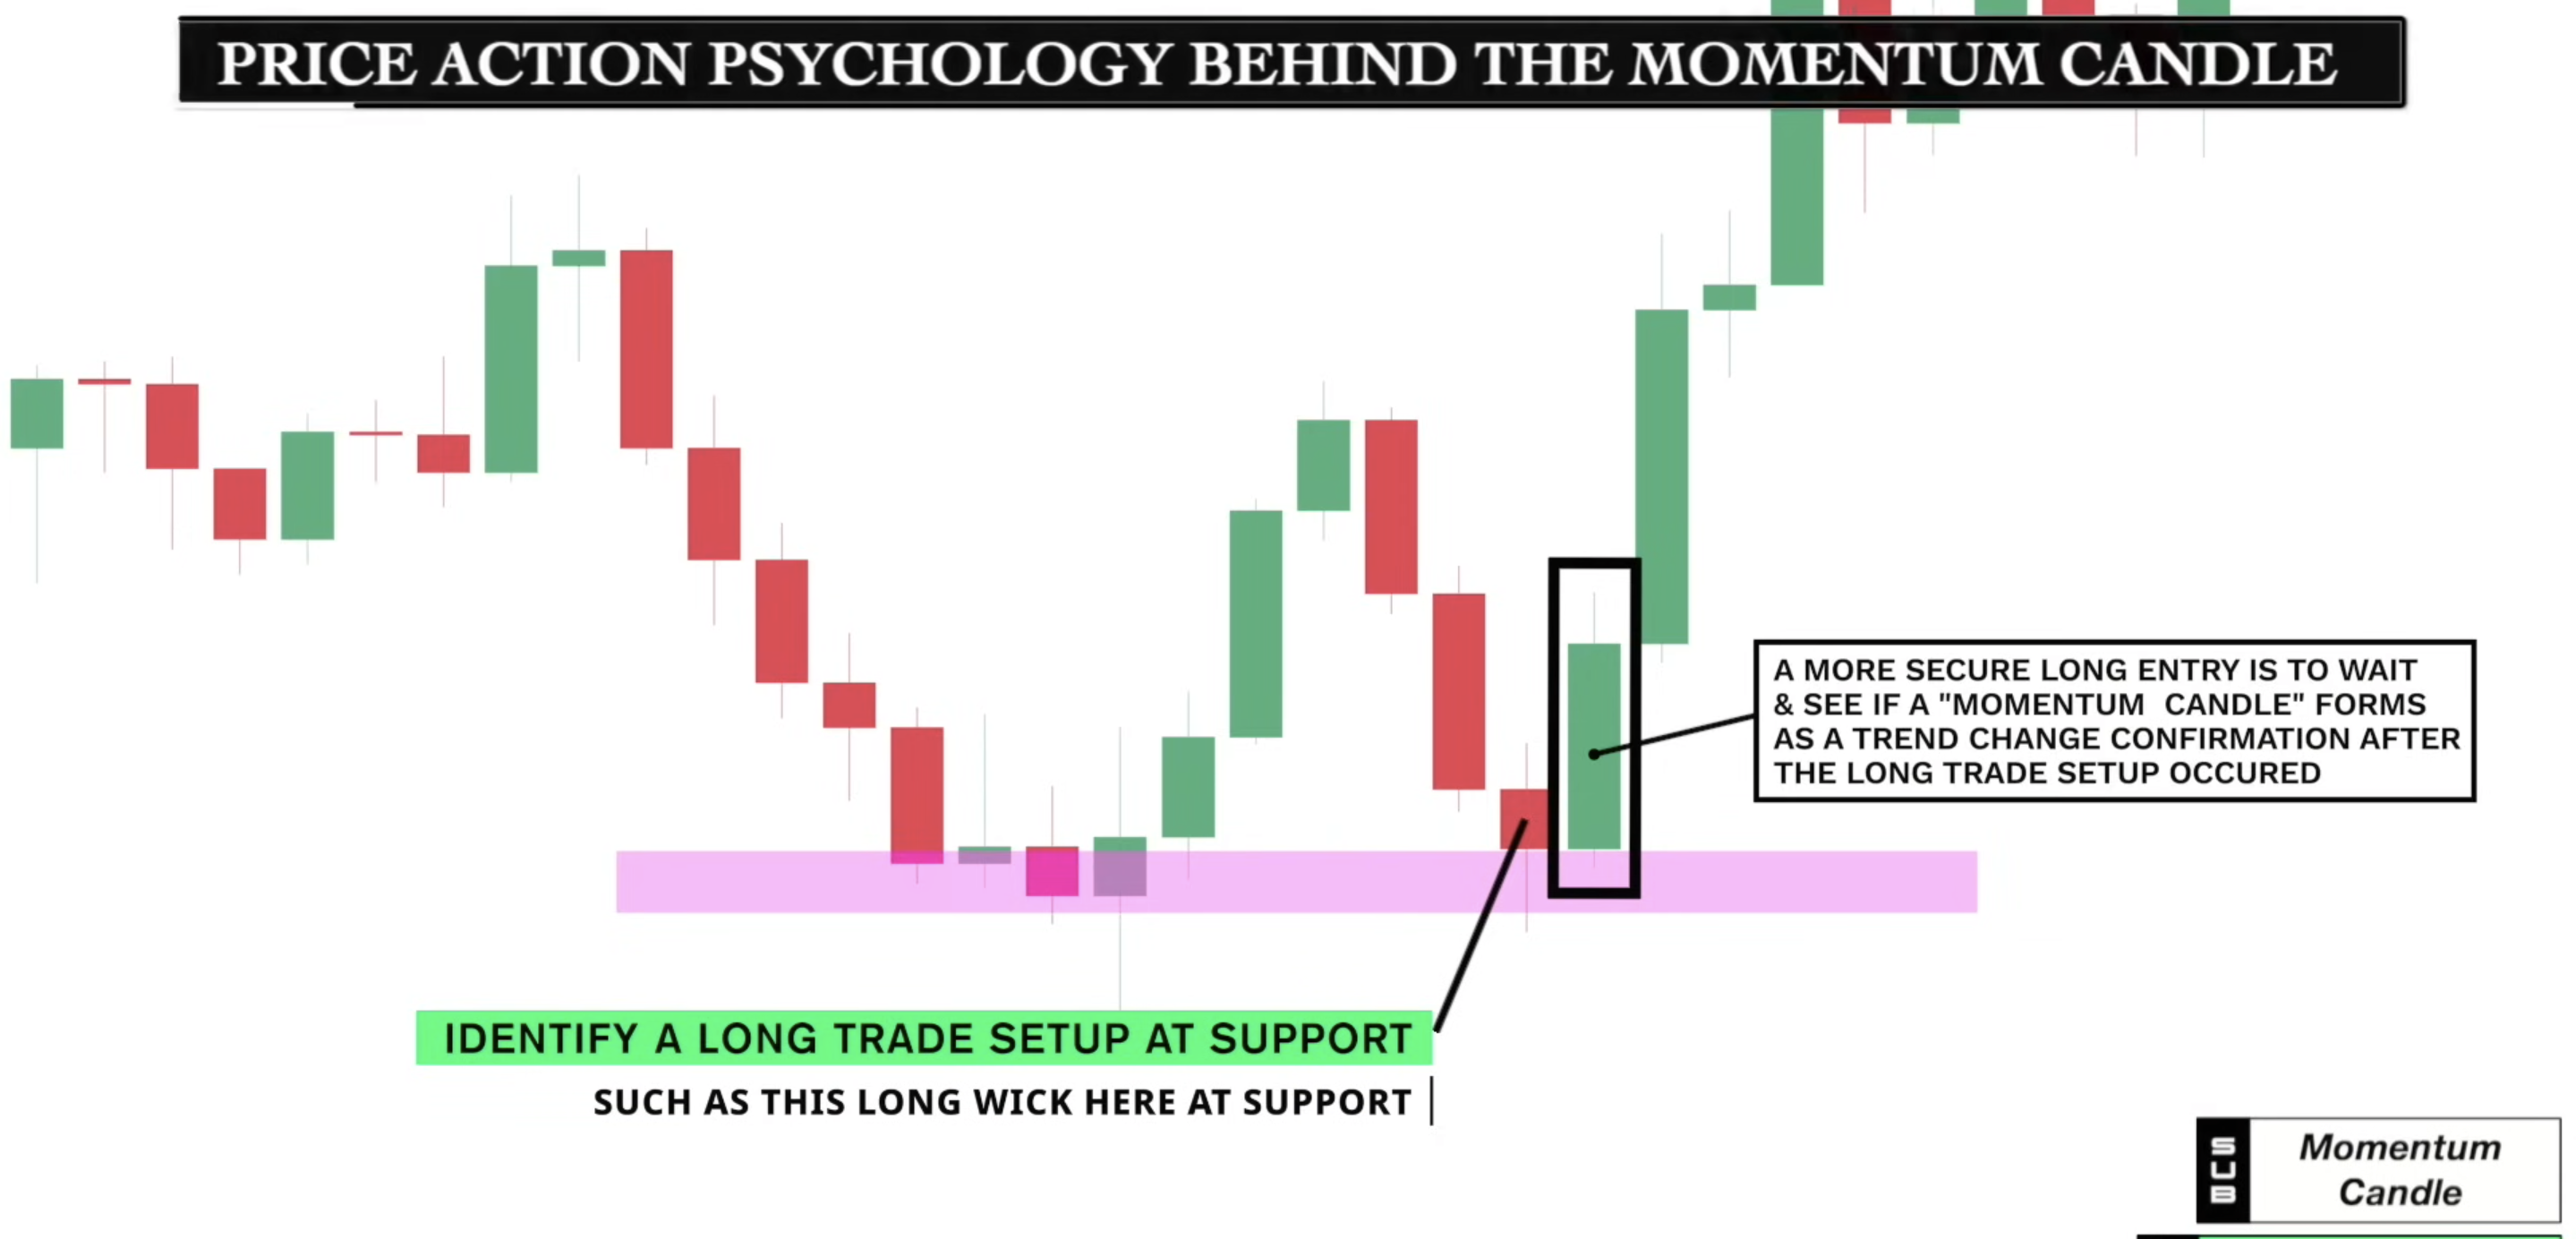 PRICE ACTION PSYCHOLOGY BEHIND THE MOMENTUM CANDLE
A MORE SECURE LONG ENTRY IS TO WAIT
& SEE IF A "MOMENTUM CANDLE" FORMS
AS A TREND CHANGE CONFIRMATION AFTER
THE LONG TRADE SETUP OCCURED
IDENTIFY A LONG TRADE SETUP AT SUPPORT
SUCH AS THIS LONG WICK HERE AT SUPPORT
SUB
Momentum
Candle